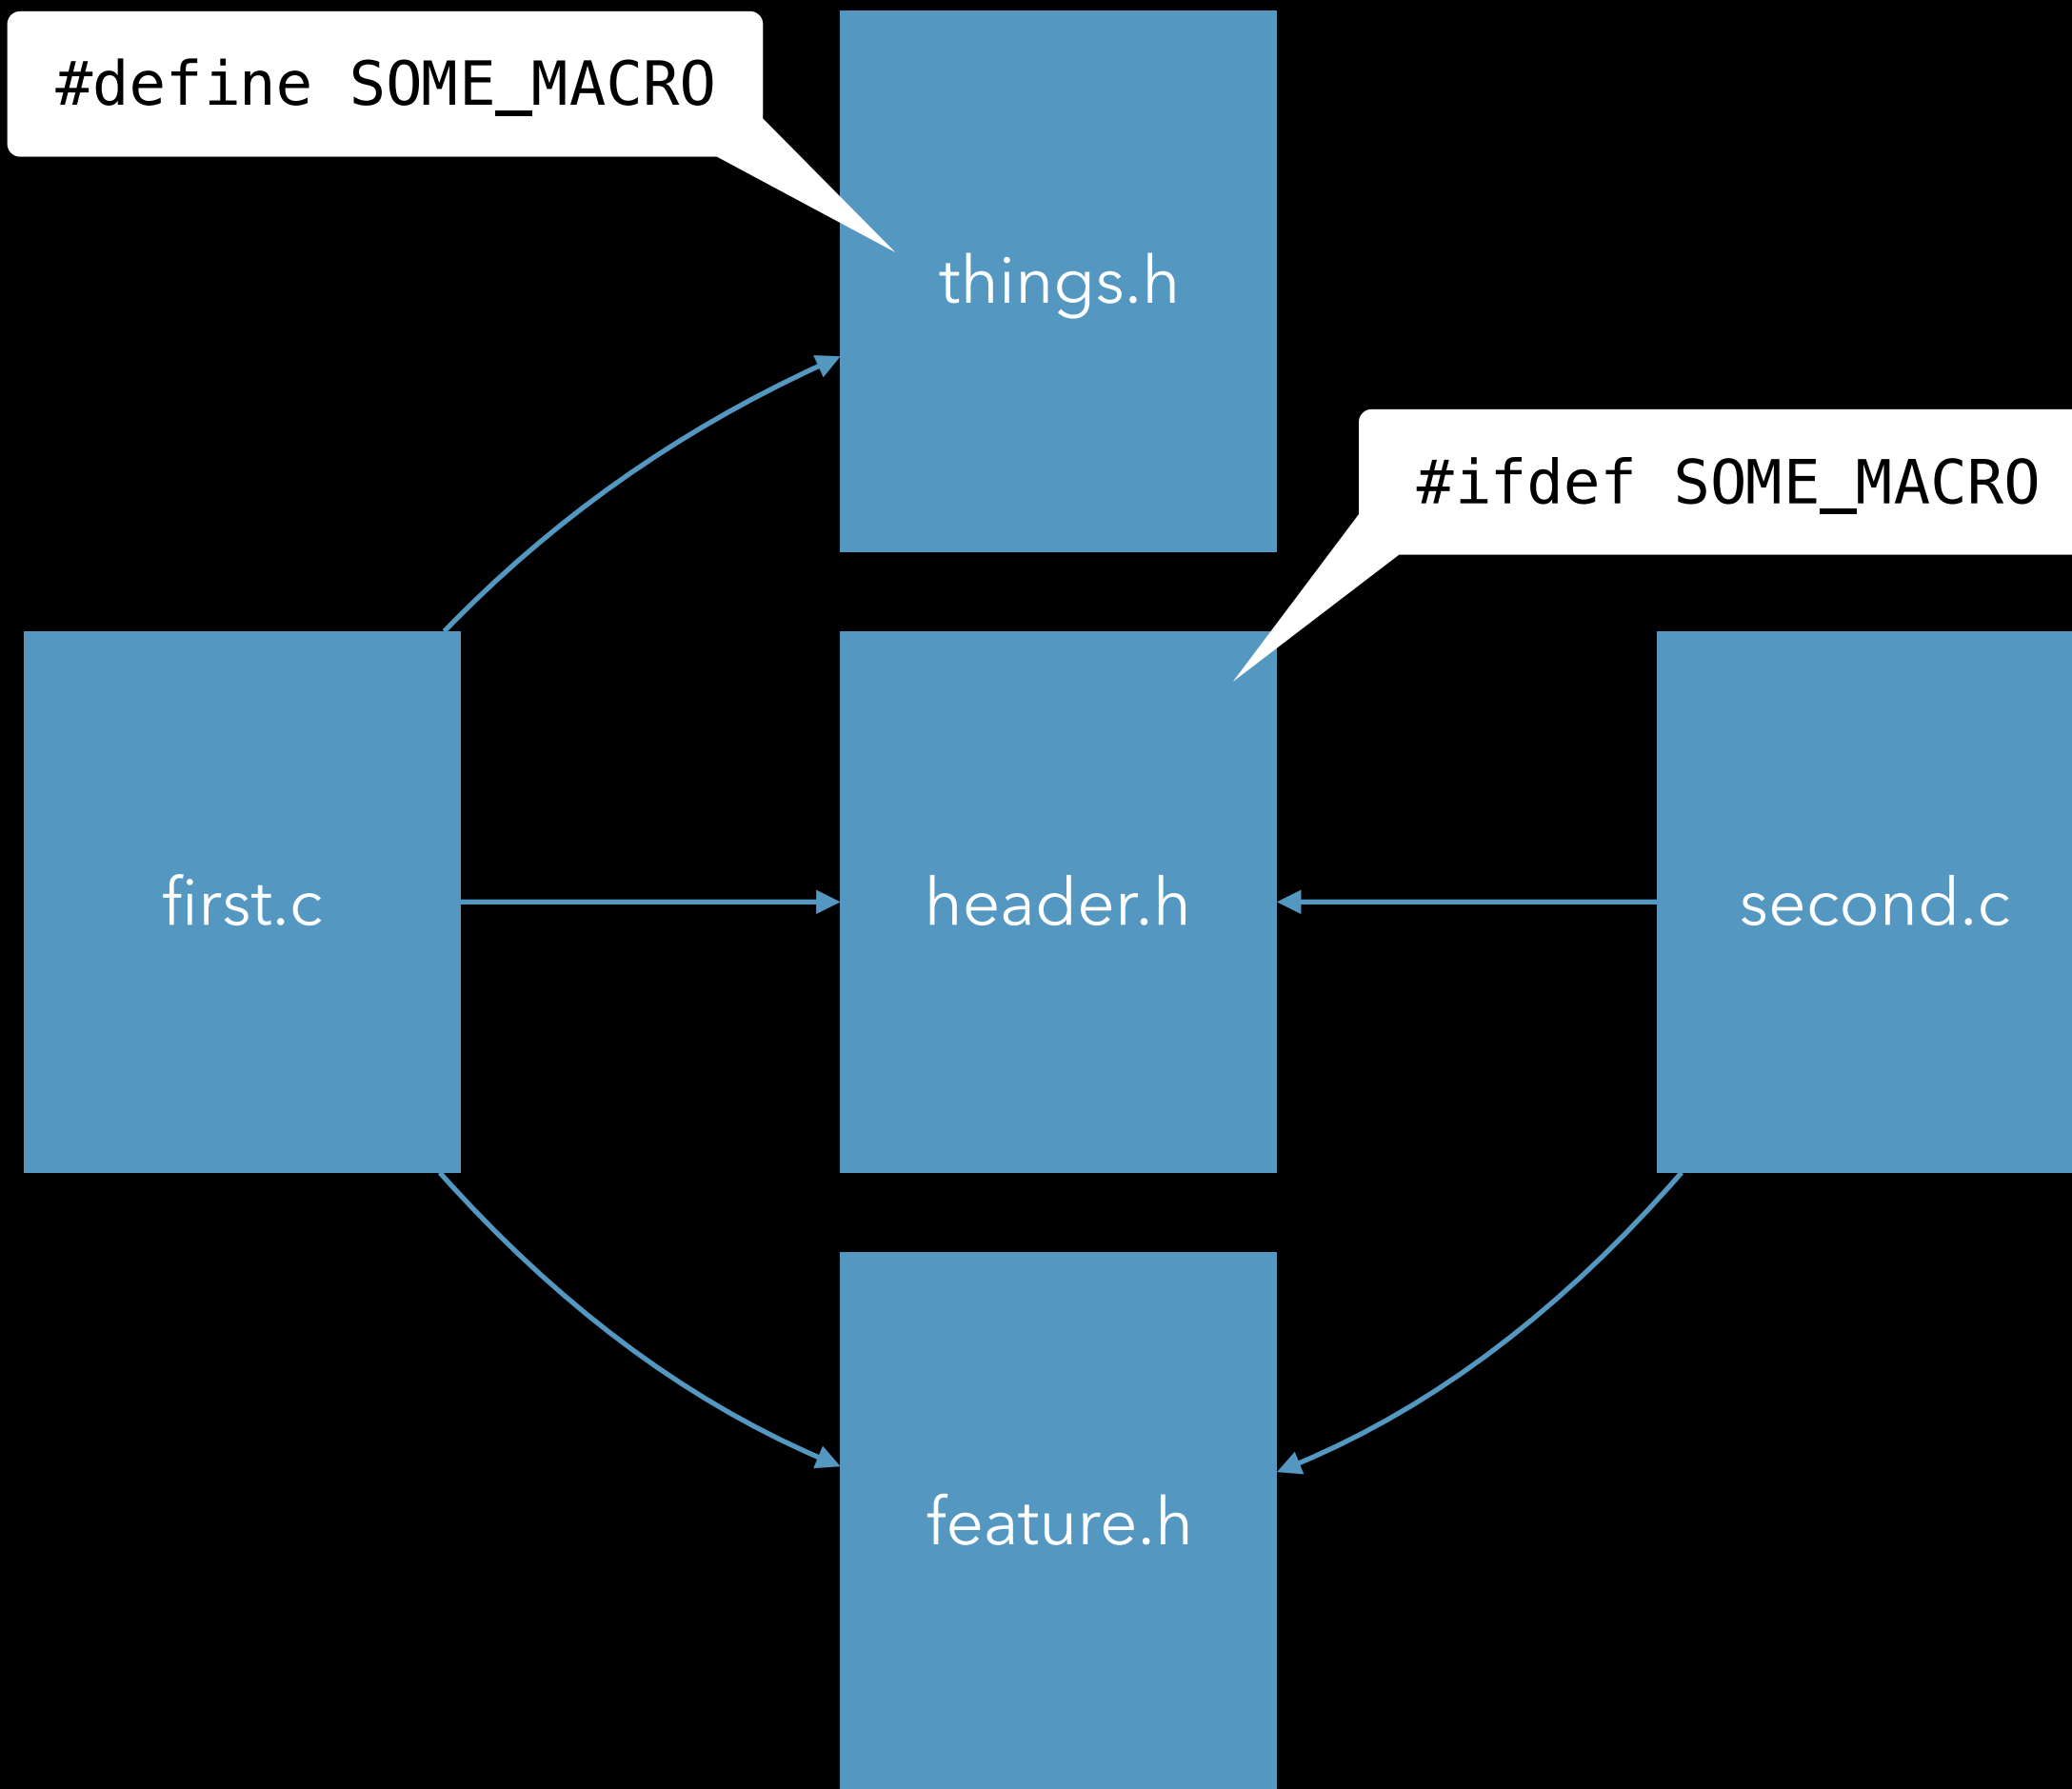 #define SOME_MACRO
things.h
#ifdef SOME_MACRO
first.c
header.h
second.c
feature.h